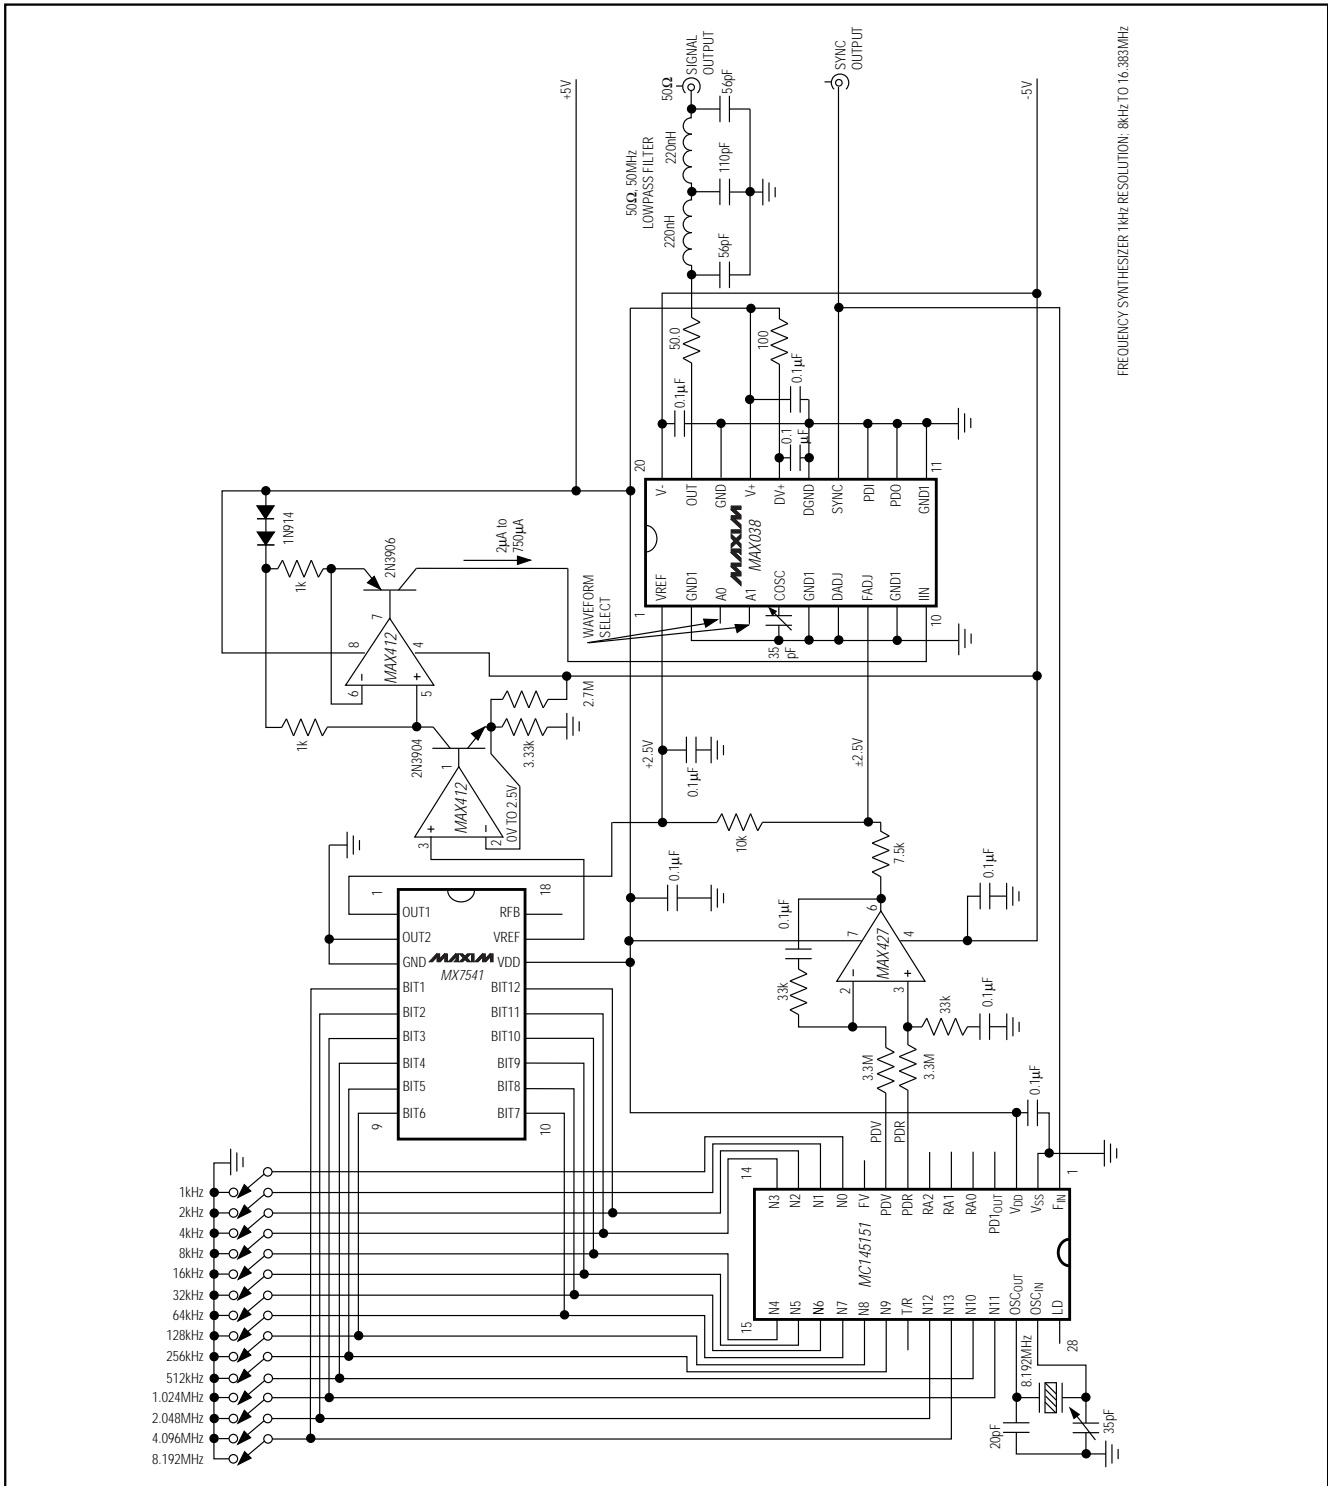 SIGNAL
OUTPUT
50Ω
56pF
220nH
110pF
50Ω, 50MHz
LOWPASS FILTER
220nH
56pF
SYNC
OUTPUT
+5V
-5V
FREQUENCY SYNTHESIZER 1kHz RESOLUTION; 8kHz TO 16.383MHz
50.0
100
0.1µF
0.1µF
0.1
µF
20
11
V-
OUT
GND
V+
DV+
DGND
SYNC
PDI
PDO
GND1
MAXIM
MAX038
VREF
GND1
A0
A1
COSC
GND1
DADJ
FADJ
GND1
IIN
1
10
WAVEFORM
SELECT
35
pF
1N914
1k
2N3906
2µA to
750µA
7
8
4
MAX412
6
5
-
+
1k
2N3904
2.7M
3.33k
1
MAX412
3
2
+
-
0V TO 2.5V
+2.5V
0.1µF
±2.5V
10k
7.5k
0.1µF
0.1µF
0.1µF
6
7
4
MAX427
2
3
-
+
33k
33k
0.1µF
3.3M
3.3M
PDV
PDR
0.1µF
1
18
OUT1
RFB
OUT2
VREF
GND
MAXIM
VDD
MX7541
BIT1
BIT12
BIT2
BIT11
BIT3
BIT10
BIT4
BIT9
BIT5
BIT8
BIT6
BIT7
9
10
1kHz
2kHz
4kHz
8kHz
16kHz
32kHz
64kHz
128kHz
256kHz
512kHz
1.024MHz
2.048MHz
4.096MHz
8.192MHz
14
1
N3
N2
N1
N0
FV
PDV
PDR
RA2
RA1
RA0
PD1OUT
VDD
VSS
FIN
MC145151
N4
N5
N6
N7
N8
N9
T/R
N12
N13
N10
N11
OSCOUT
OSCIN
LD
15
28
8.192MHz
20pF
35pF